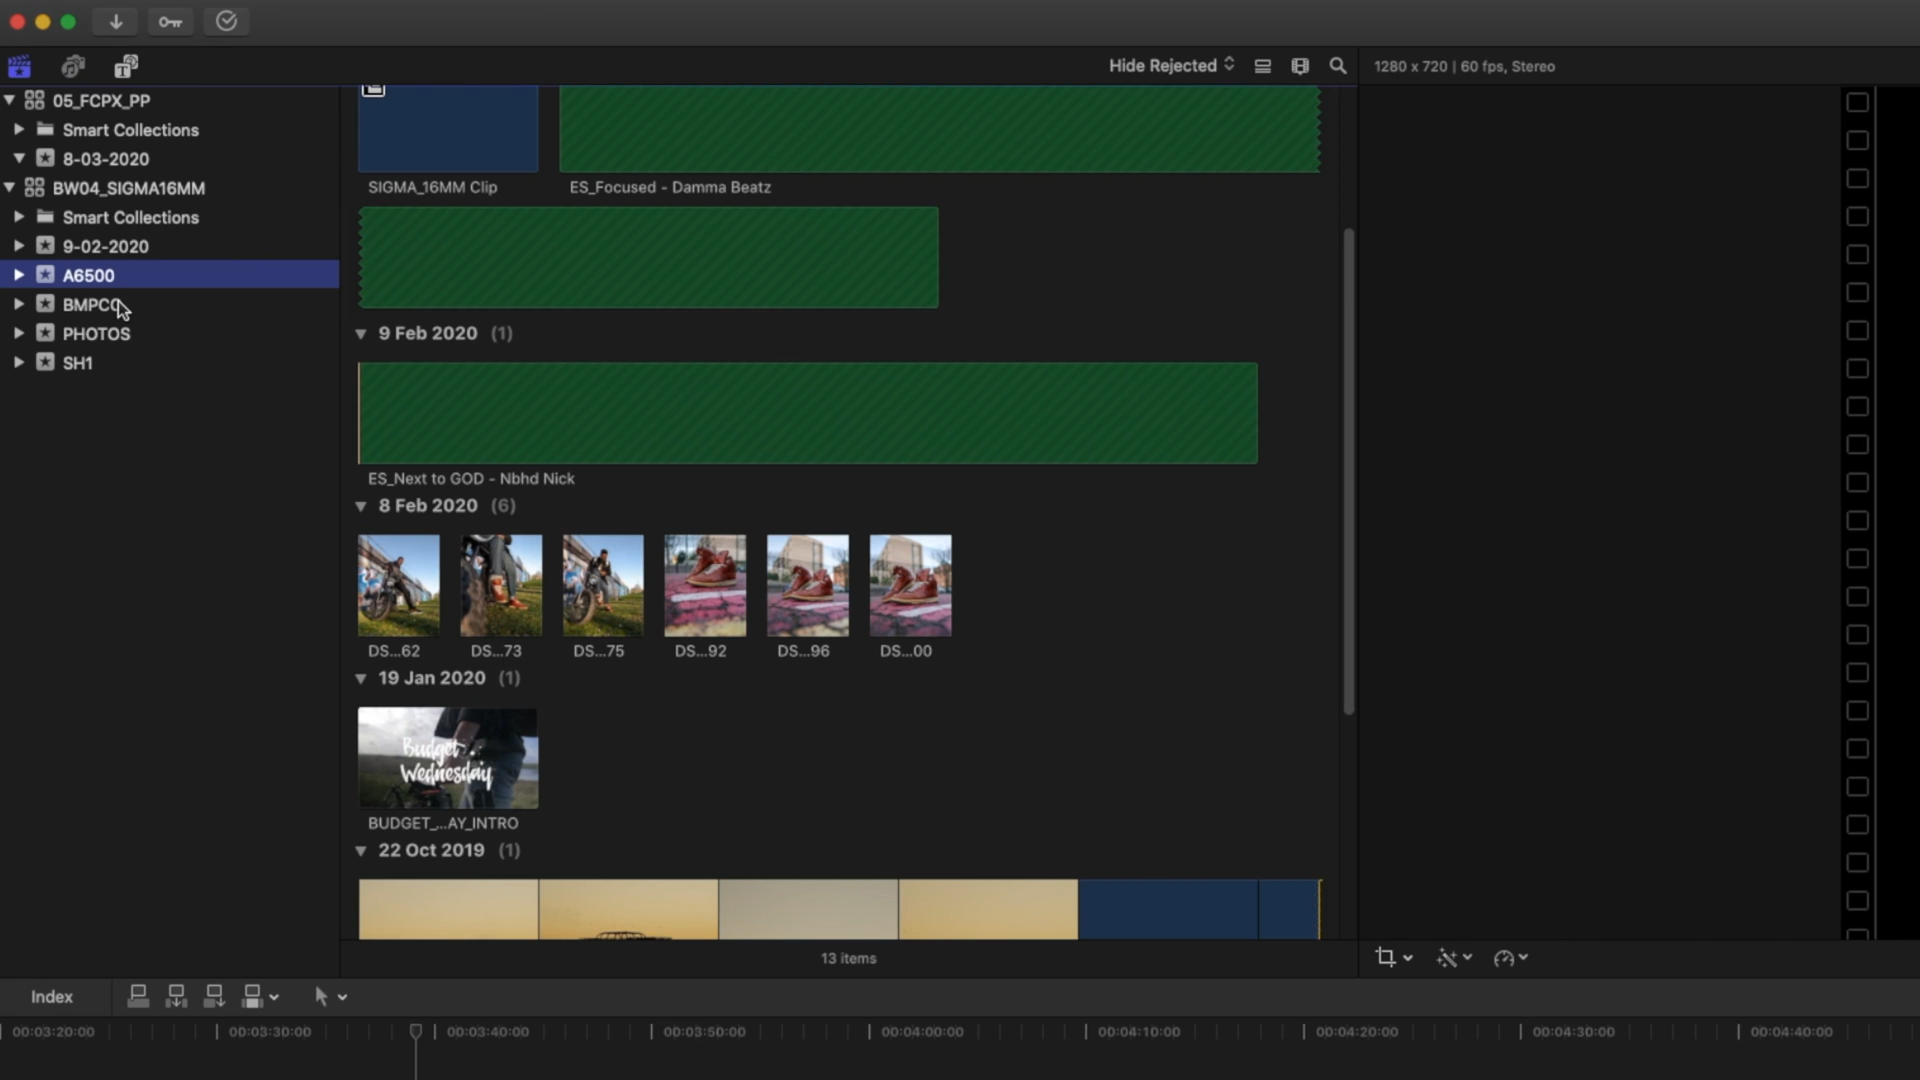 Hide Rejected
1280 x 720 | 60 fps, Stereo
05_FCPX_PP
Smart Collections
8-03-2020
BW04_SIGMA16MM
Smart Collections
9-02-2020
A6500
BMPCC
PHOTOS
SH1
SIGMA_16MM Clip
ES_Focused - Damma Beatz
9 Feb 2020 (1)
ES_Next to GOD - Nbhd Nick
8 Feb 2020 (6)
DS...62
DS...73
DS...75
DS...92
DS...96
DS...00
19 Jan 2020 (1)
Budget
Wednesday
BUDGET_...AY_INTRO
22 Oct 2019 (1)
13 items
Index
00:03:20:00
00:03:30:00
00:03:40:00
00:03:50:00
00:04:00:00
00:04:10:00
00:04:20:00
00:04:30:00
00:04:40:00